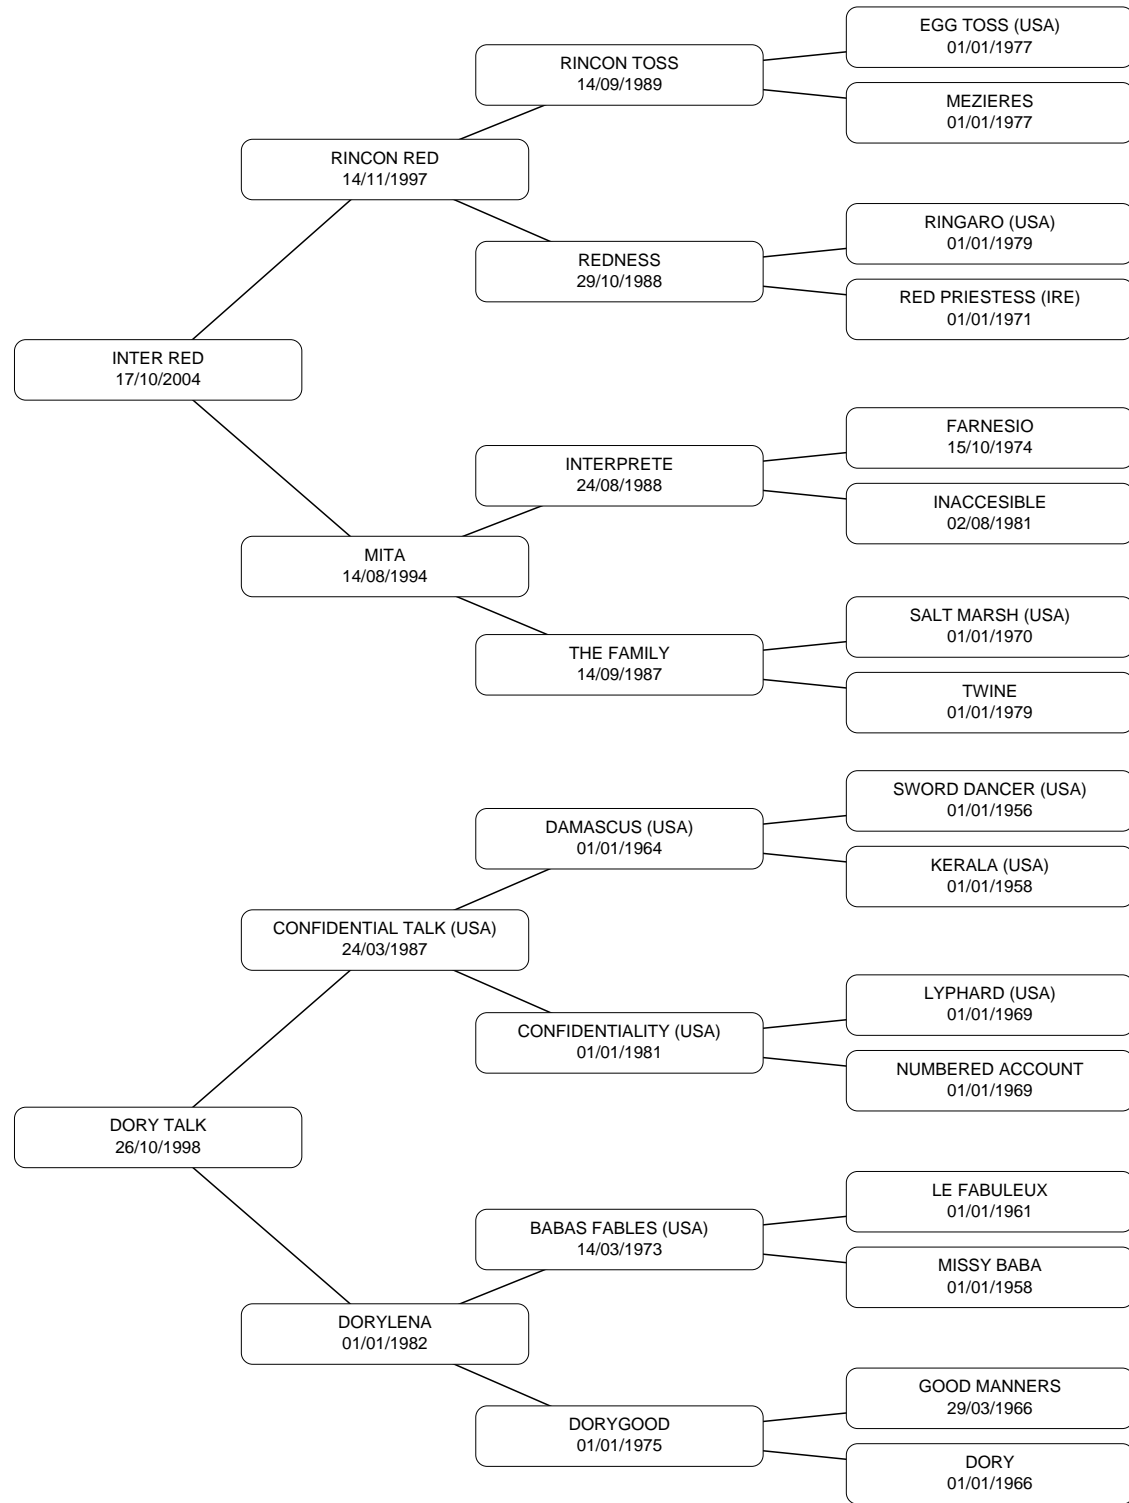 EGG TOSS (USA)
01/01/1977
RINCON TOSS
14/09/1989
MEZIERES
01/01/1977
RINCON RED
14/11/1997
RINGARO (USA)
01/01/1979
REDNESS
29/10/1988
RED PRIESTESS (IRE)
01/01/1971
INTER RED
17/10/2004
FARNESIO
15/10/1974
INTERPRETE
24/08/1988
INACCESIBLE
02/08/1981
MITA
14/08/1994
SALT MARSH (USA)
01/01/1970
THE FAMILY
14/09/1987
TWINE
01/01/1979
SWORD DANCER (USA)
01/01/1956
DAMASCUS (USA)
01/01/1964
KERALA (USA)
01/01/1958
CONFIDENTIAL TALK (USA)
24/03/1987
LYPHARD (USA)
01/01/1969
CONFIDENTIALITY (USA)
01/01/1981
NUMBERED ACCOUNT
01/01/1969
DORY TALK
26/10/1998
LE FABULEUX
01/01/1961
BABAS FABLES (USA)
14/03/1973
MISSY BABA
01/01/1958
DORYLENA
01/01/1982
GOOD MANNERS
29/03/1966
DORYGOOD
01/01/1975
DORY
01/01/1966